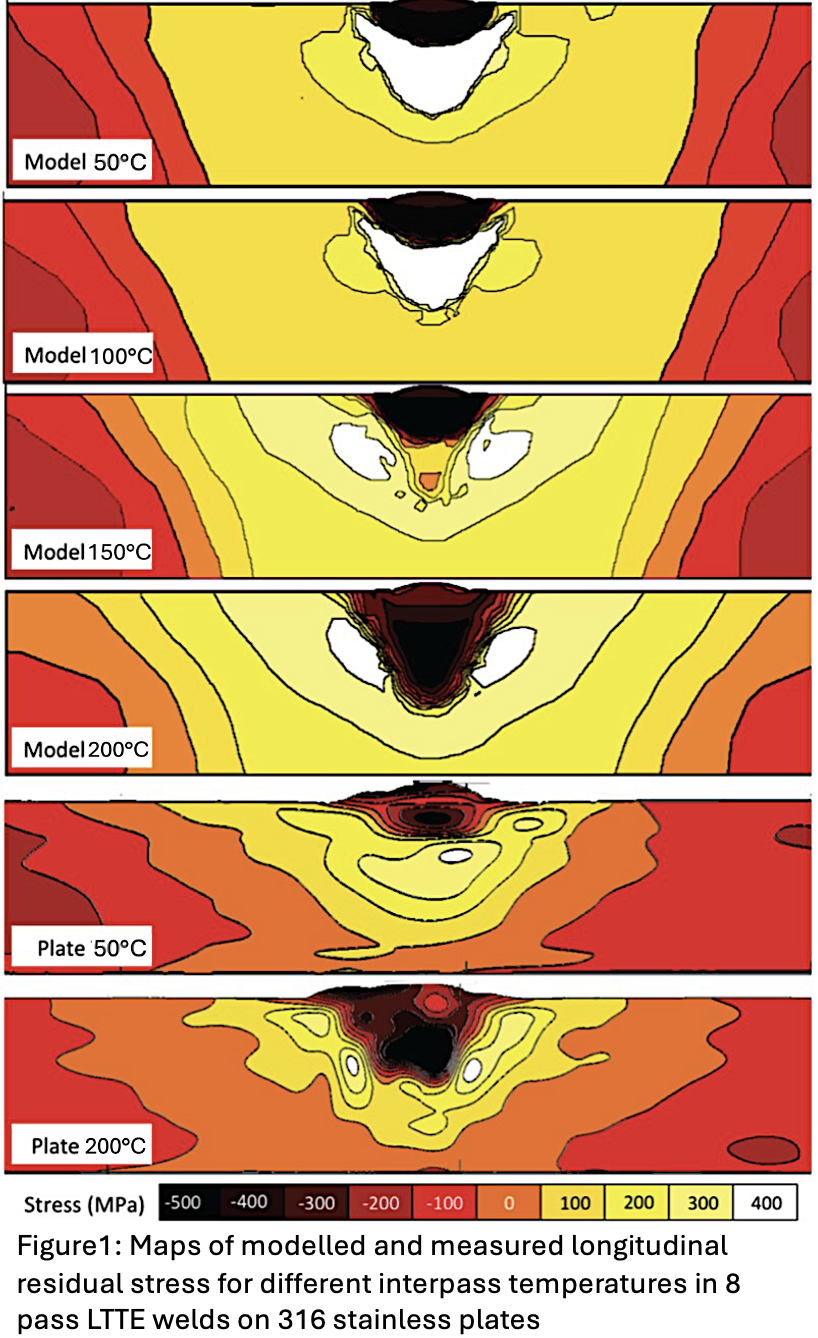 Model 50°C
Model 100°C
Model 150°C
Model 200°C
Plate 50°C
Plate 200°C
Stress (MPa) -500 -400 -300 -200 -100 0 100 200 300 400
Figure1: Maps of modelled and measured longitudinal
residual stress for different interpass temperatures in 8
pass LTTE welds on 316 stainless plates